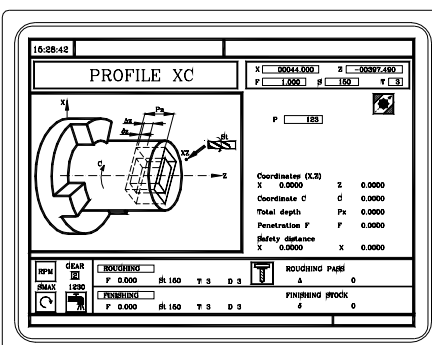 15:28:42
PROFILE XC
X 00044.000 Z -00397.490
F 1.000 S 150 T 3
X
Px
Δz
δz
St
XZ
C
Z
P 123
Coordinates (X,Z)
X 0.0000 Z 0.0000
Coordinate C C 0.0000
Total depth Px 0.0000
Penetration F F 0.0000
Safety distance
X 0.0000 X 0.0000
RPM GEAR
2
SMAX 1230
ROUGHING
F 0.000 St 150 T 3 D 3
ROUGHING PASS
Δ 0
FINISHING
F 0.000 St 150 T 3 D 3
FINISHING STOCK
δ 0